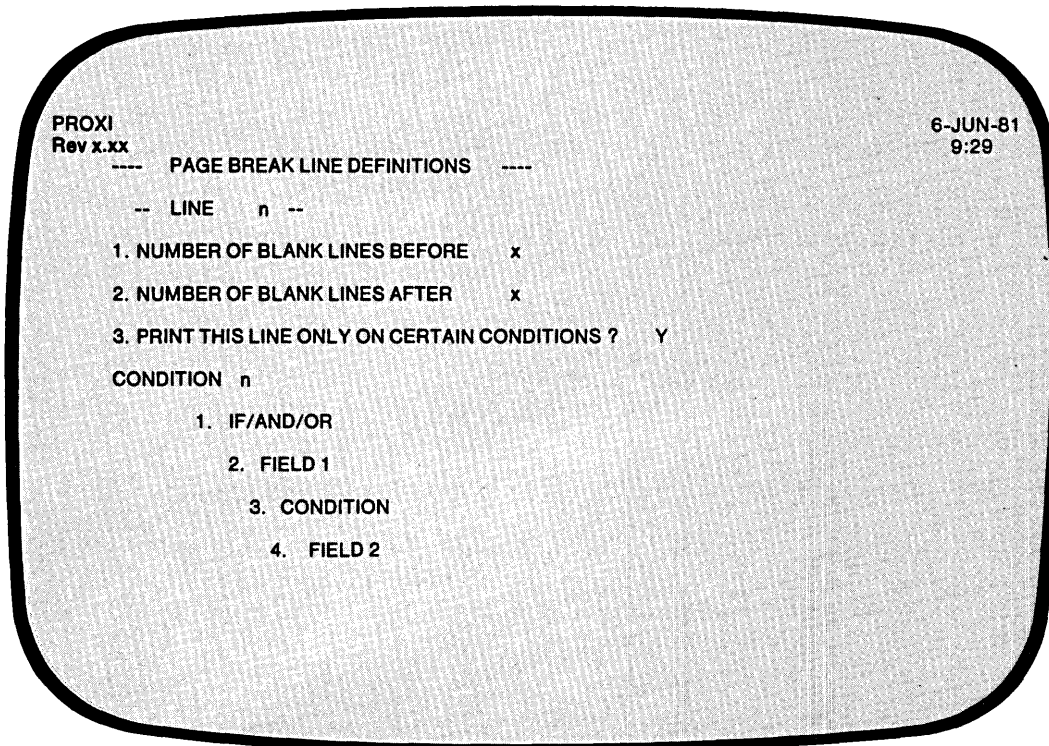 PROXI 6-JUN-81
Rev x.xx 9:29
---- PAGE BREAK LINE DEFINITIONS ----
-- LINE n --
1. NUMBER OF BLANK LINES BEFORE x
2. NUMBER OF BLANK LINES AFTER x
3. PRINT THIS LINE ONLY ON CERTAIN CONDITIONS ? Y
CONDITION n
1. IF/AND/OR
2. FIELD 1
3. CONDITION
4. FIELD 2